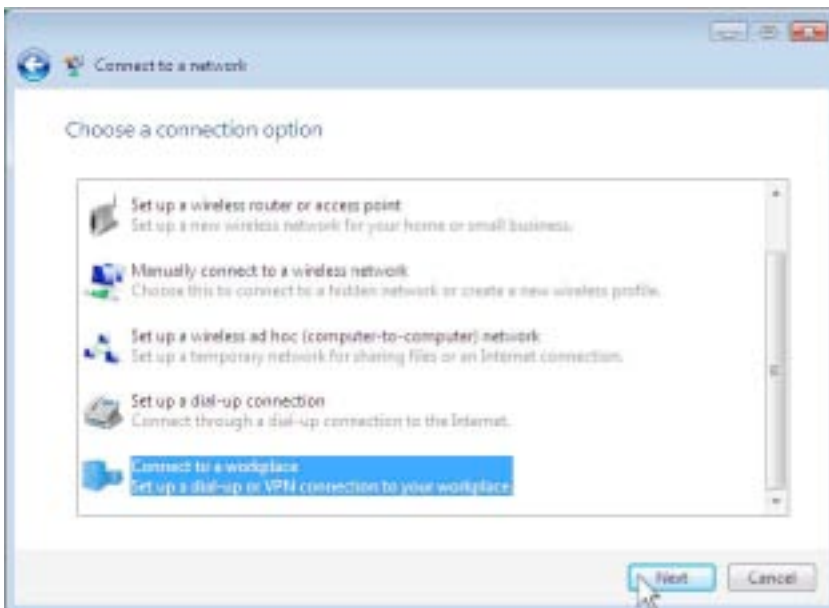 Connect to a network
Choose a connection option
Set up a wireless router or access point
Set up a new wireless network for your home or small business.
Manually connect to a wireless network
Choose this to connect to a hidden network or create a new wireless profile.
Set up a wireless ad hoc (computer-to-computer) network
Set up a temporary network for sharing files or an Internet connection.
Set up a dial-up connection
Connect through a dial-up connection to the Internet.
Connect to a workplace
Set up a dial-up or VPN connection to your workplace.
Next
Cancel